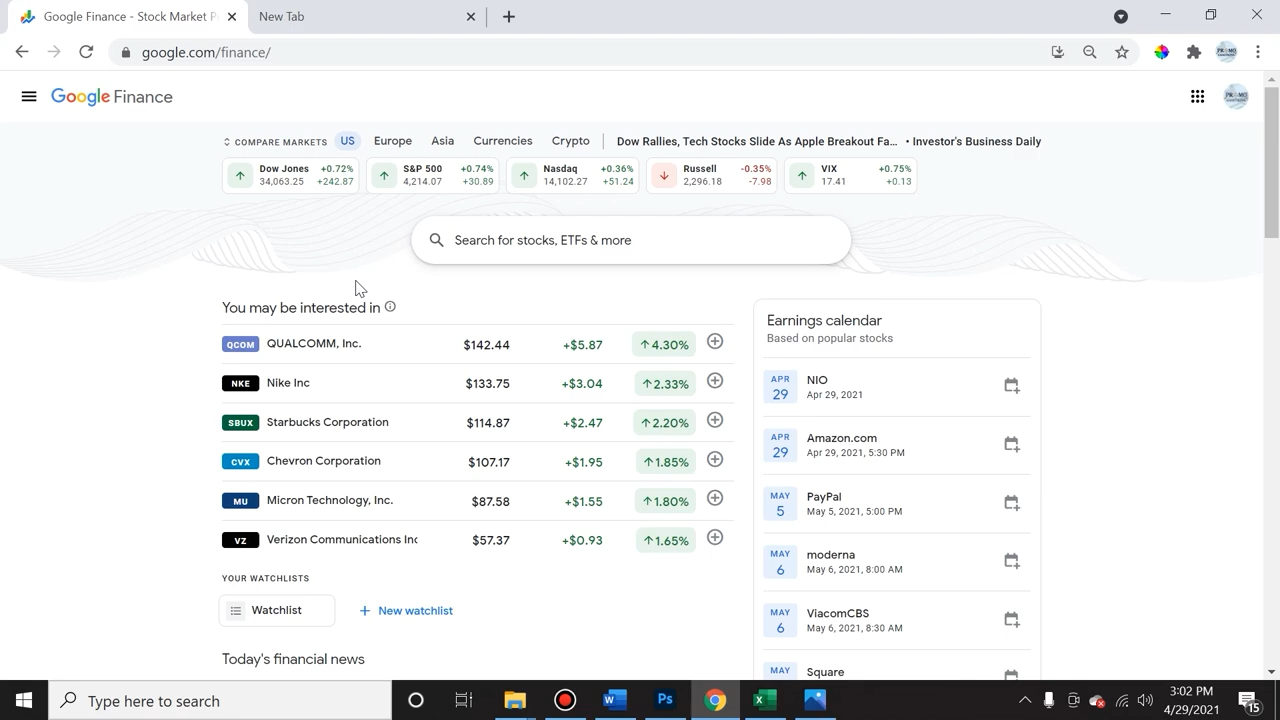 Google Finance - Stock Market P
New Tab
google.com/finance/
Google Finance
COMPARE MARKETS US Europe Asia Currencies Crypto Dow Rallies, Tech Stocks Slide As Apple Breakout Fa... • Investor's Business Daily
Dow Jones +0.72% S&P 500 +0.74% Nasdaq +0.36% Russell -0.35% VIX +0.75%
34,063.25 +242.87 4,214.07 +30.89 14,102.27 +51.24 2,296.18 -7.98 17.41 +0.13
Search for stocks, ETFs & more
You may be interested in
QCOM QUALCOMM, Inc. $142.44 +$5.87 4.30%
NKE Nike Inc $133.75 +$3.04 2.33%
SBUX Starbucks Corporation $114.87 +$2.47 2.20%
CVX Chevron Corporation $107.17 +$1.95 1.85%
MU Micron Technology, Inc. $87.58 +$1.55 1.80%
VZ Verizon Communications Inc $57.37 +$0.93 1.65%
YOUR WATCHLISTS
Watchlist
+ New watchlist
Today's financial news
Earnings calendar
Based on popular stocks
APR NIO
29 Apr 29, 2021
APR Amazon.com
29 Apr 29, 2021, 5:30 PM
MAY PayPal
5 May 5, 2021, 5:00 PM
MAY moderna
6 May 6, 2021, 8:00 AM
MAY ViacomCBS
6 May 6, 2021, 8:30 AM
MAY Square
Type here to search
3:02 PM
4/29/2021
15